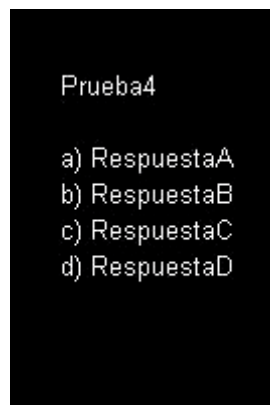 Prueba4
a) RespuestaA
b) RespuestaB
c) RespuestaC
d) RespuestaD